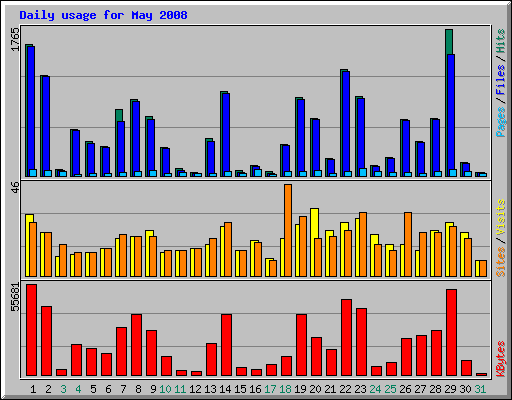 Daily usage for May 2008
1765
Pages / Files / Hits
46
Sites / Visits
55681
KBytes
1 2 3 4 5 6 7 8 9 10 11 12 13 14 15 16 17 18 19 20 21 22 23 24 25 26 27 28 29 30 31